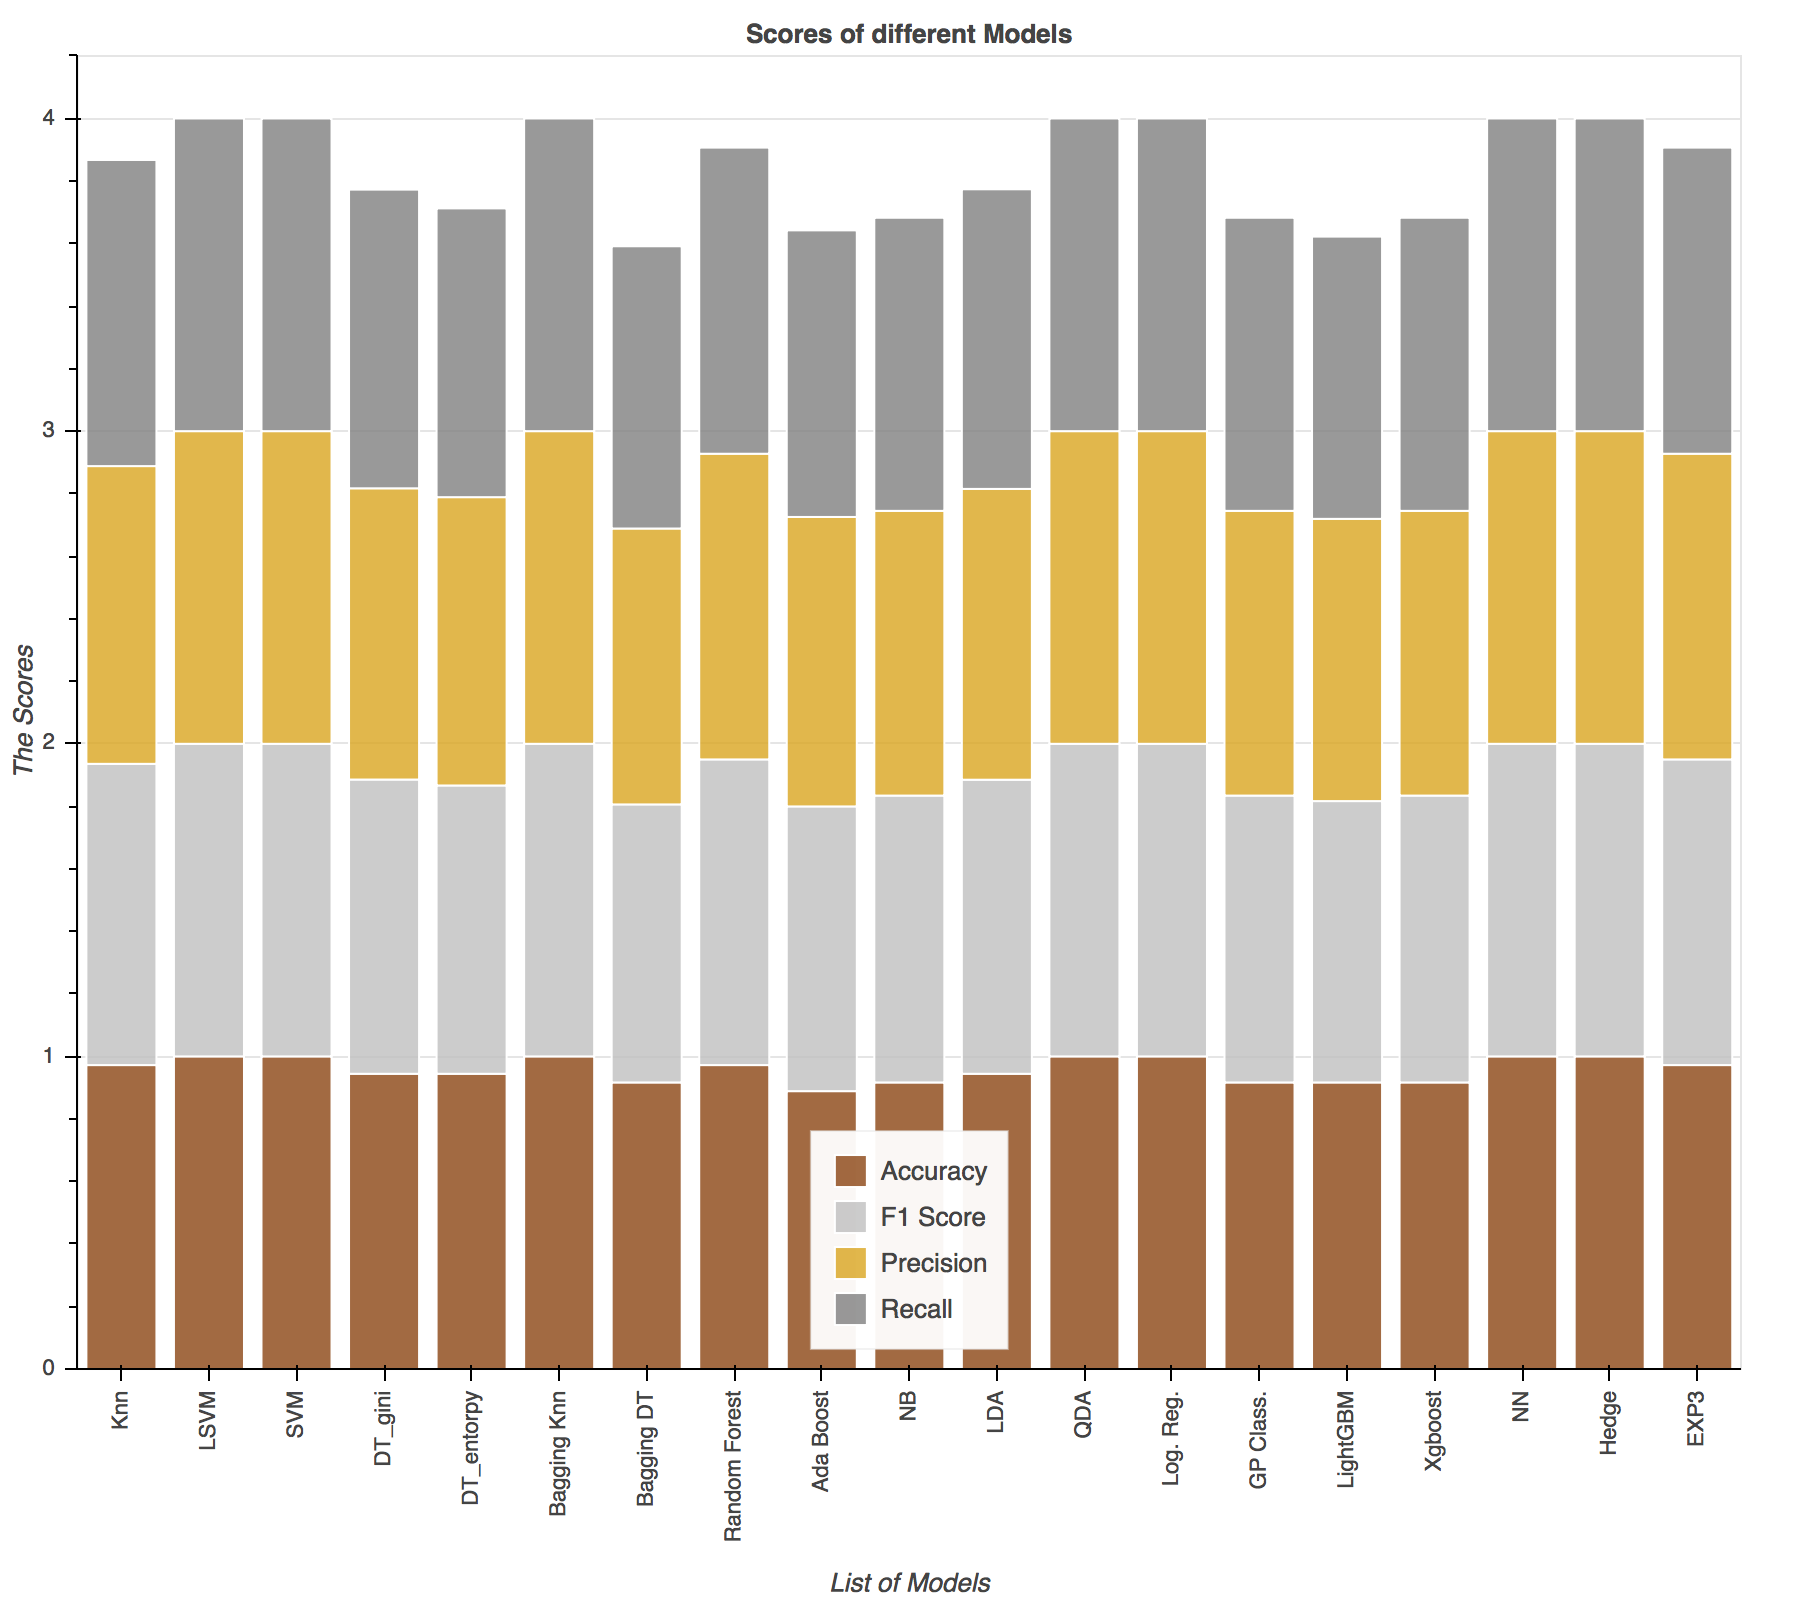 Scores of different Models
The Scores
4
3
2
1
0
Accuracy
F1 Score
Precision
Recall
Knn
LSVM
SVM
DT_gini
DT_entorpy
Bagging Knn
Bagging DT
Random Forest
Ada Boost
NB
LDA
QDA
Log. Reg.
GP Class.
LightGBM
Xgboost
NN
Hedge
EXP3
List of Models